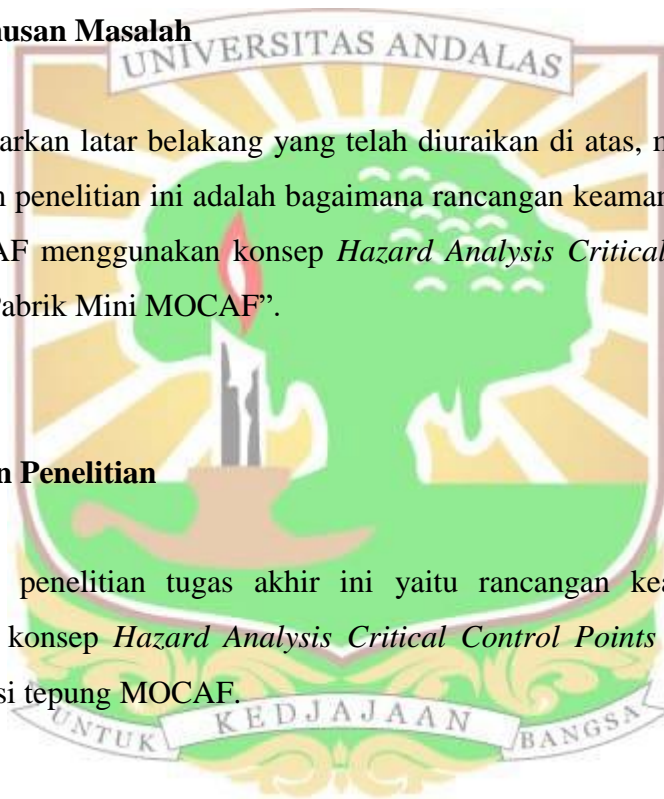 usan Masalah
UNIVERSITAS ANDALAS
arkan latar belakang yang telah diuraikan di atas, m
n penelitian ini adalah bagaimana rancangan keaman
AF menggunakan konsep Hazard Analysis Critical
Pabrik Mini MOCAF”.
n Penelitian
penelitian tugas akhir ini yaitu rancangan kea
konsep Hazard Analysis Critical Control Points
si tepung MOCAF.
UNTUK KEDJAJAAN BANGSA